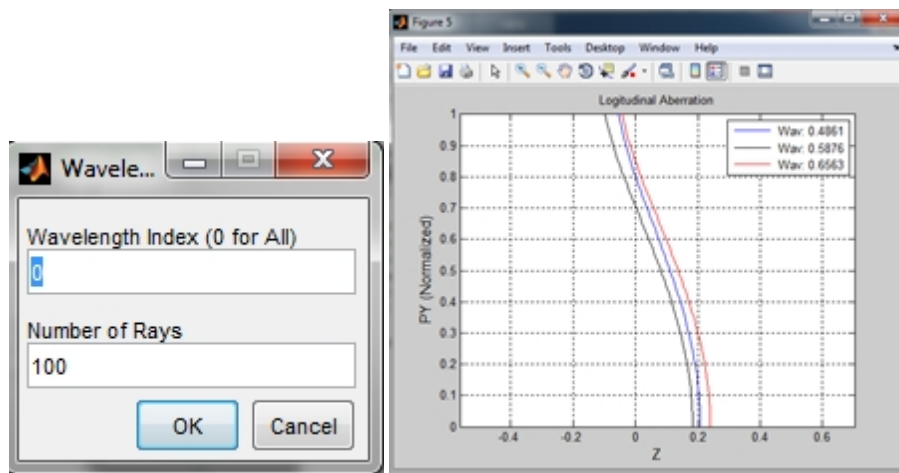 Wavele...
Wavelength Index (0 for All)
0
Number of Rays
100
OK
Cancel
Figure 5
File Edit View Insert Tools Desktop Window Help
Logitudinal Aberration
Wav: 0.4861
Wav: 0.5876
Wav: 0.6563
PY (Normalized)
1
0.9
0.8
0.7
0.6
0.5
0.4
0.3
0.2
0.1
0
-0.4 -0.2 0 0.2 0.4 0.6
Z